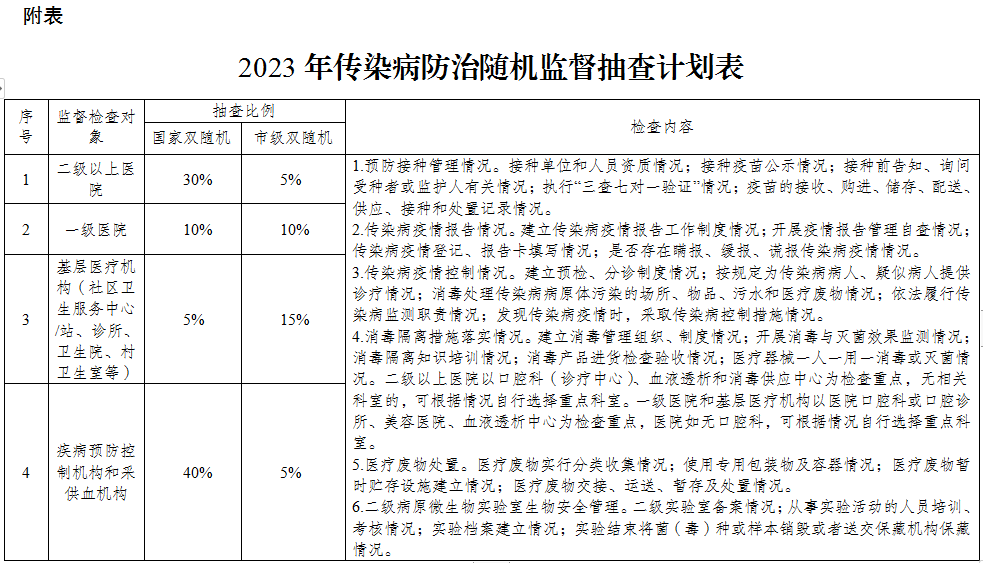 附表
2023 年传染病防治随机监督抽查计划表
序号
监督检查对象
抽查比例
国家双随机
市级双随机
检查内容
1
二级以上医
院
30%
5%
2
一级医院
10%
10%
3
基层医疗机
构（社区卫
生服务中心
/站、诊所、
卫生院、村
卫生室等）
5%
15%
4
疾病预防控
制机构和采
供血机构
40%
5%
1.预防接种管理情况。接种单位和人员资质情况；接种疫苗公示情况；接种前告知、询问
受种者或监护人有关情况；执行“三查七对一验证”情况；疫苗的接收、购进、储存、配送、
供应、接种和处置记录情况。
2.传染病疫情报告情况。建立传染病疫情报告工作制度情况；开展疫情报告管理自查情况；
传染病疫情登记、报告卡填写情况；是否存在瞒报、缓报、谎报传染病疫情情况。
3.传染病疫情控制情况。建立预检、分诊制度情况；按规定为传染病病人、疑似病人提供
诊疗情况；消毒处理传染病病原体污染的场所、物品、污水和医疗废物情况；依法履行传
染病监测职责情况；发现传染病疫情时，采取传染病控制措施情况。
4.消毒隔离措施落实情况。建立消毒管理组织、制度情况；开展消毒与灭菌效果监测情况；
消毒隔离知识培训情况；消毒产品进货检查验收情况；医疗器械一人一用一消毒或灭菌情
况。二级以上医院以口腔科（诊疗中心）、血液透析和消毒供应中心为检查重点，无相关
科室的，可根据情况自行选择重点科室。一级医院和基层医疗机构以医院口腔科或口腔诊
所、美容医院、血液透析中心为检查重点，医院如无口腔科，可根据情况自行选择重点科
室。
5.医疗废物处置。医疗废物实行分类收集情况；使用专用包装物及容器情况；医疗废物暂
时贮存设施建立情况；医疗废物交接、运送、暂存及处置情况。
6.二级病原微生物实验室生物安全管理。二级实验室备案情况；从事实验活动的人员培训、
考核情况；实验档案建立情况；实验结束将菌（毒）种或样本销毁或者送交保藏机构保藏
情况。